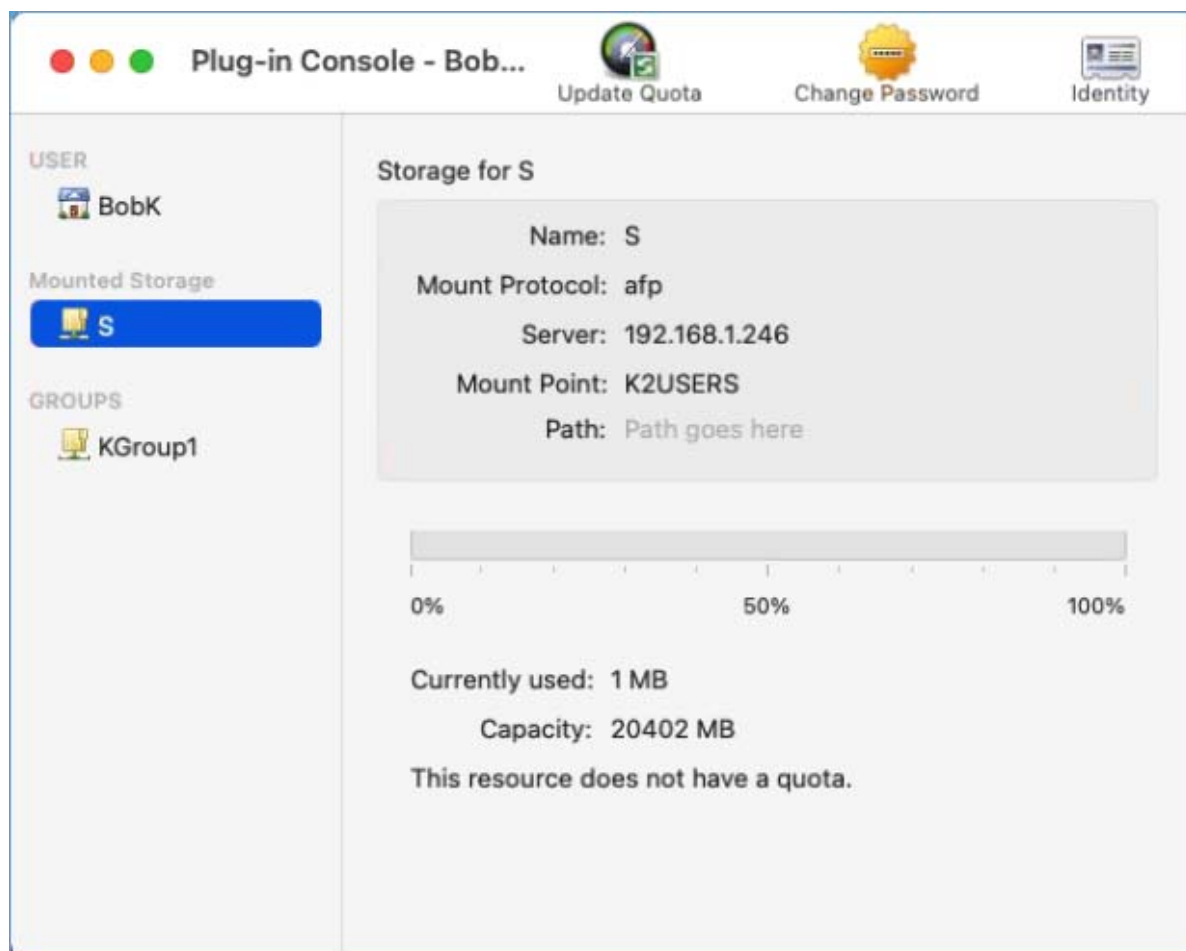 Plug-in Console - Bob...
Update Quota
Change Password
Identity
USER
BobK
Mounted Storage
S
GROUPS
KGroup1
Storage for S
Name: S
Mount Protocol: afp
Server: 192.168.1.246
Mount Point: K2USERS
Path: Path goes here
0% 50% 100%
Currently used: 1 MB
Capacity: 20402 MB
This resource does not have a quota.